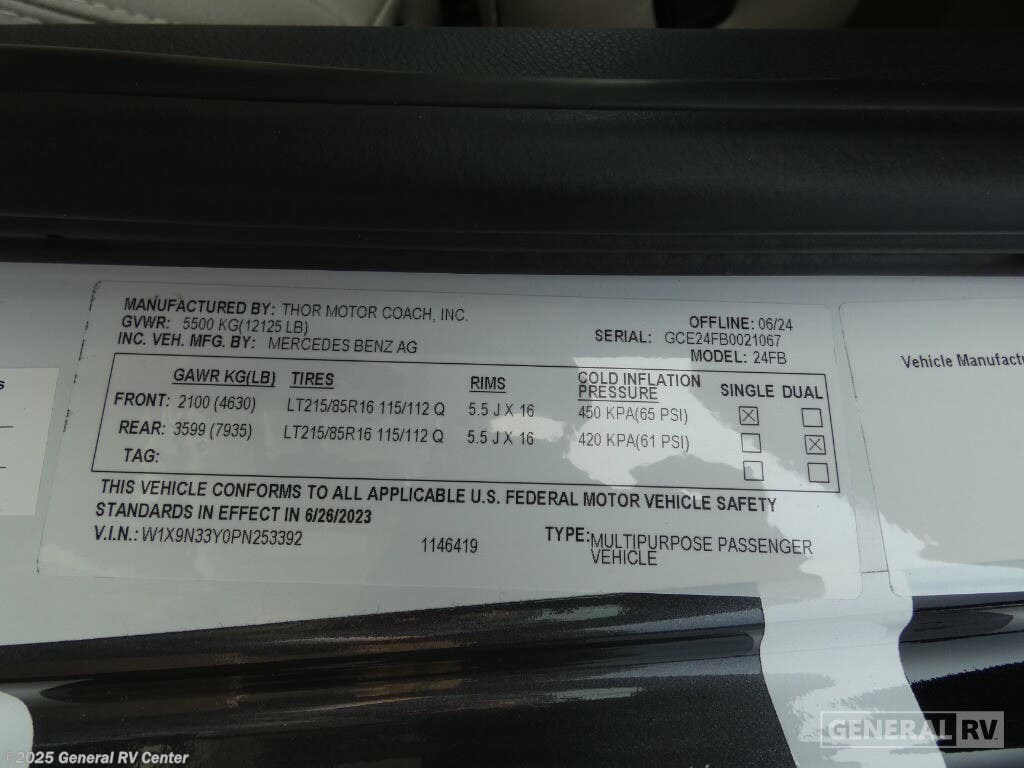 MANUFACTURED BY: THOR MOTOR COACH, INC.
OFFLINE: 06/24
GVWR: 5500 KG(12125 LB)
SERIAL: GCE24FB0021067
INC. VEH. MFG. BY: MERCEDES BENZ AG
MODEL: 24FB
GAWR KG(LB) TIRES RIMS COLD INFLATION PRESSURE SINGLE DUAL
FRONT: 2100 (4630) LT215/85R16 115/112 Q 5.5 J X 16 450 KPA(65 PSI) ☒ ☐
REAR: 3599 (7935) LT215/85R16 115/112 Q 5.5 J X 16 420 KPA(61 PSI) ☐ ☒
TAG: ☐ ☐
THIS VEHICLE CONFORMS TO ALL APPLICABLE U.S. FEDERAL MOTOR VEHICLE SAFETY
STANDARDS IN EFFECT IN 6/26/2023
V.I.N.: W1X9N33Y0PN253392 1146419 TYPE: MULTIPURPOSE PASSENGER
VEHICLE
Vehicle Manufactu
GENERAL RV
© 2025 General RV Center